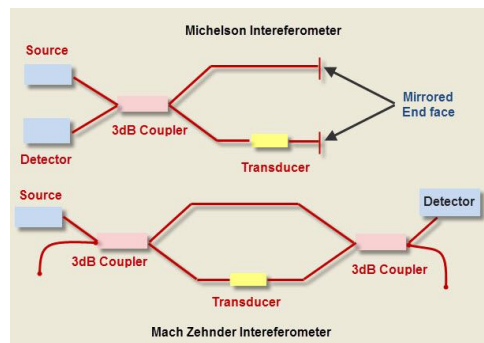 Michelson Intereferometer
Source
Mirrored
End face
3dB Coupler
Detector
Transducer
Source
Detector
3dB Coupler
3dB Coupler
Transducer
Mach Zehnder Intereferometer